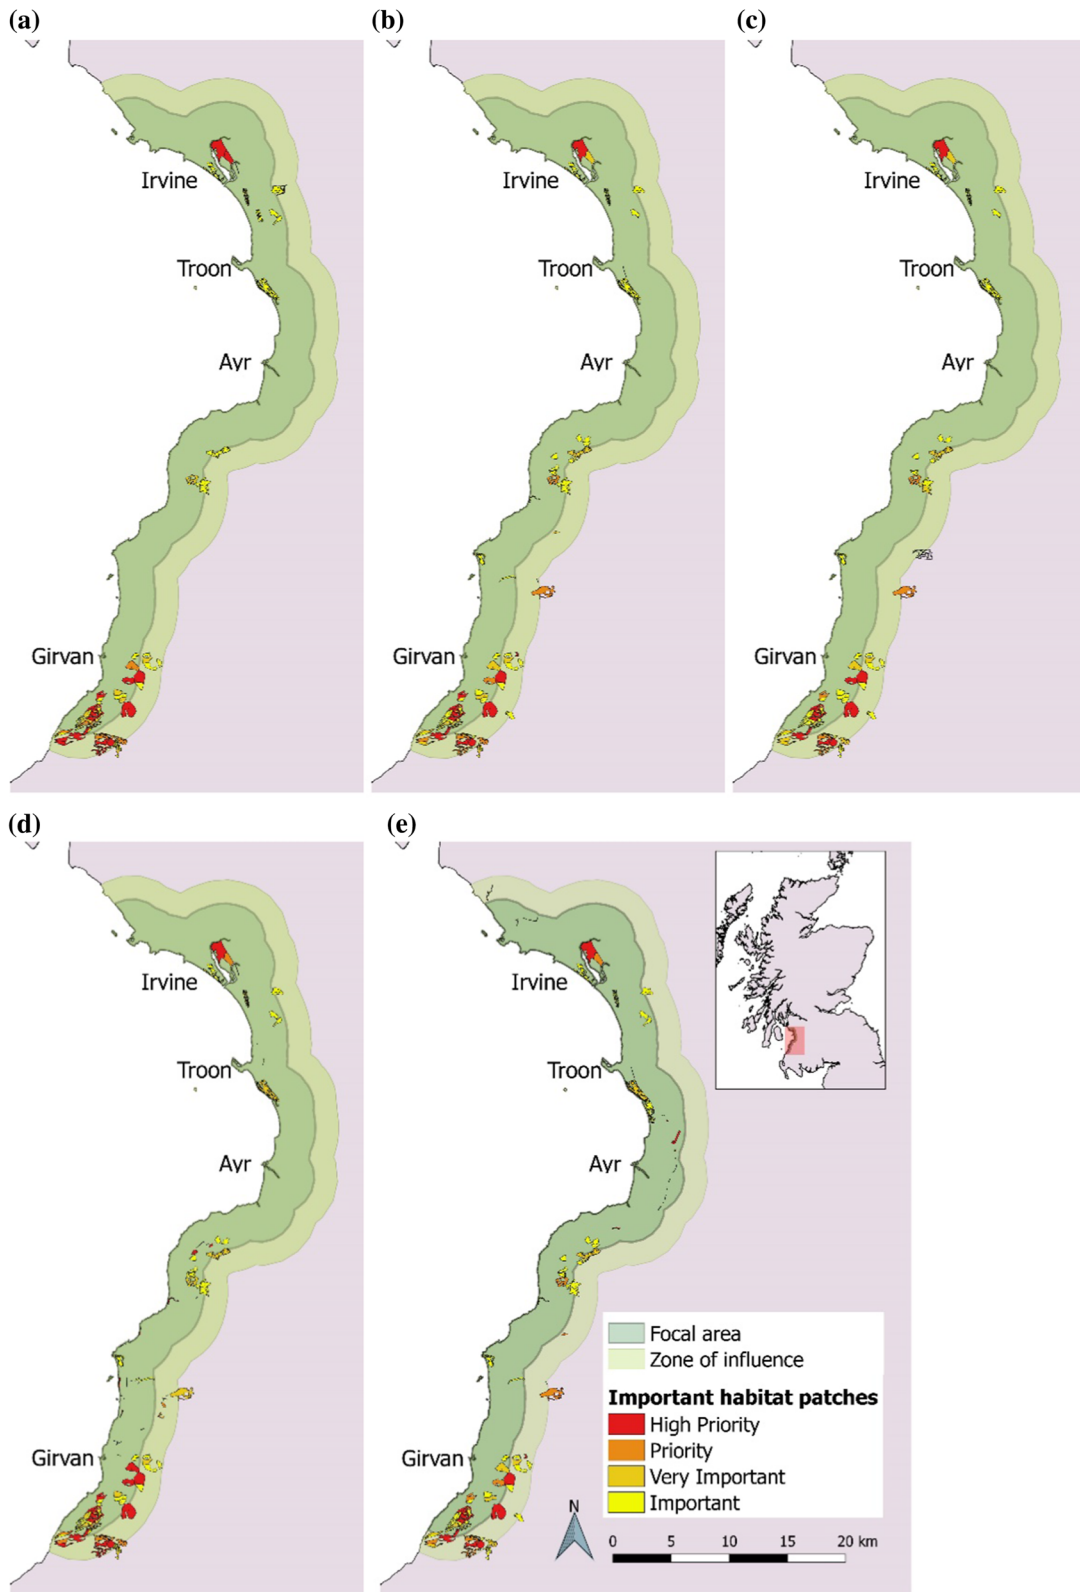 (a)
(b)
(c)
Irvine
Irvine
Irvine
Troon
Troon
Troon
Ayr
Ayr
Ayr
Girvan
Girvan
Girvan
(d)
(e)
Irvine
Irvine
Troon
Troon
Ayr
Ayr
Girvan
Girvan
Focal area
Zone of influence
Important habitat patches
High Priority
Priority
Very Important
Important
N
0 5 10 15 20 km